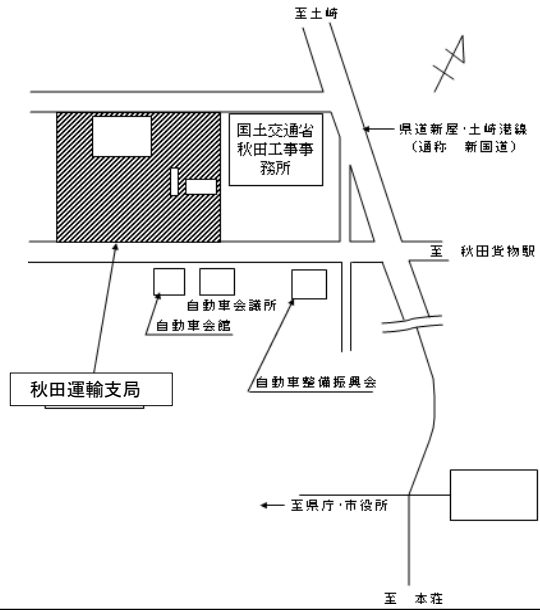 至土崎
国土交通省
秋田工事事
務所
県道新屋・土崎港線
（通称　新国道）
至　秋田貨物駅
自動車会議所
自動車会館
秋田運輸支局
自動車整備振興会
至県庁・市役所
至　本荘